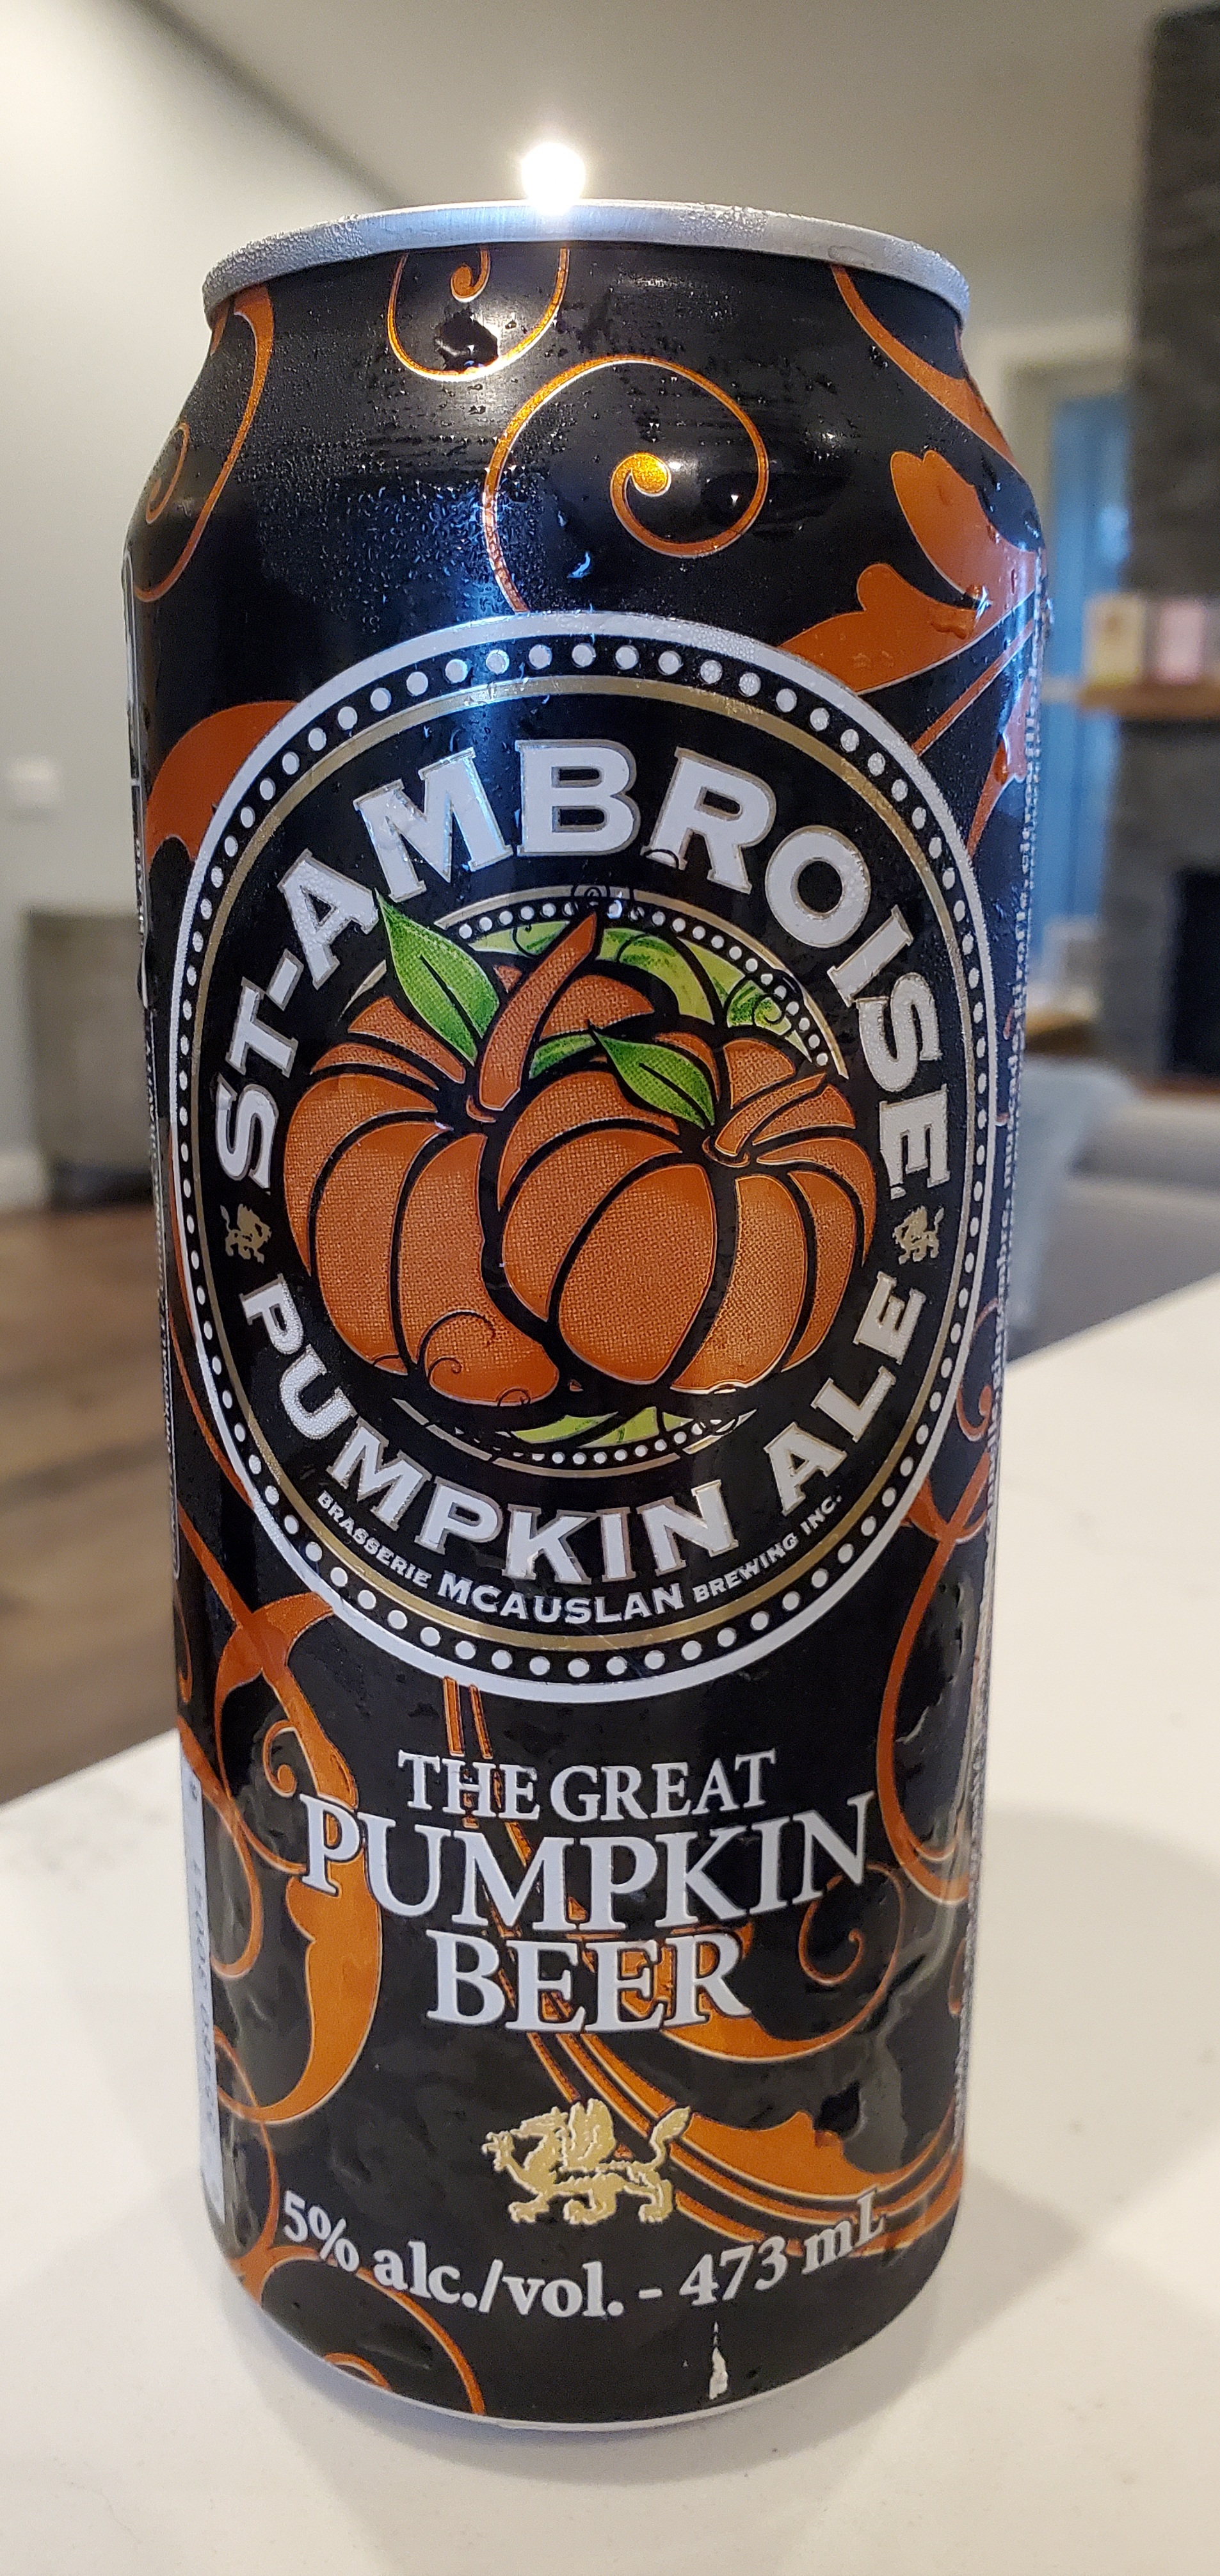 ST-AMBROISE
PUMPKIN ALE
BRASSERIE MCAUSLAN BREWING INC.
THE GREAT
PUMPKIN
BEER
5% alc./vol. - 473 mL